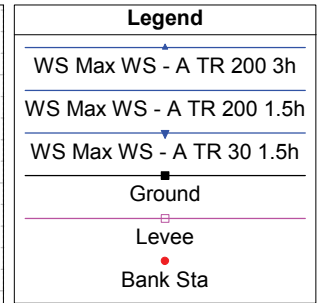 Legend
WS Max WS - A TR 200 3h
WS Max WS - A TR 200 1.5h
WS Max WS - A TR 30 1.5h
Ground
Levee
Bank Sta